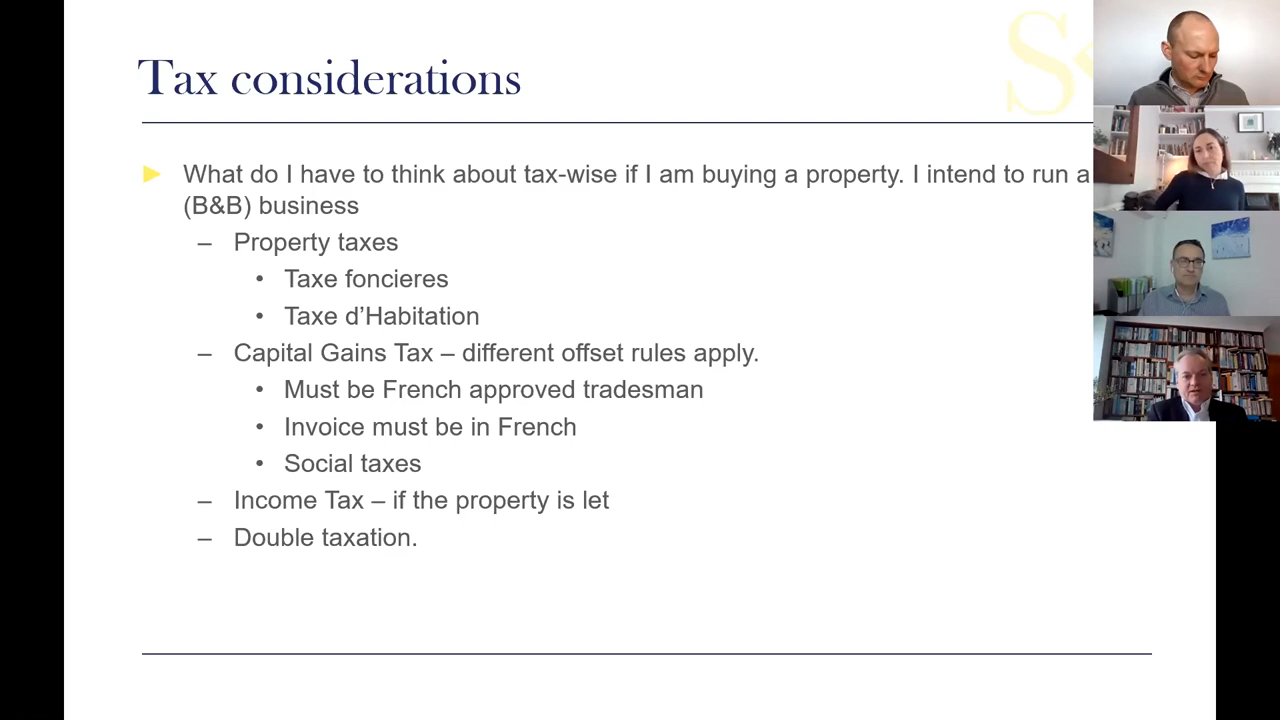 Tax considerations
► What do I have to think about tax-wise if I am buying a property. I intend to run a
(B&B) business
– Property taxes
• Taxe foncieres
• Taxe d’Habitation
– Capital Gains Tax – different offset rules apply.
• Must be French approved tradesman
• Invoice must be in French
• Social taxes
– Income Tax – if the property is let
– Double taxation.